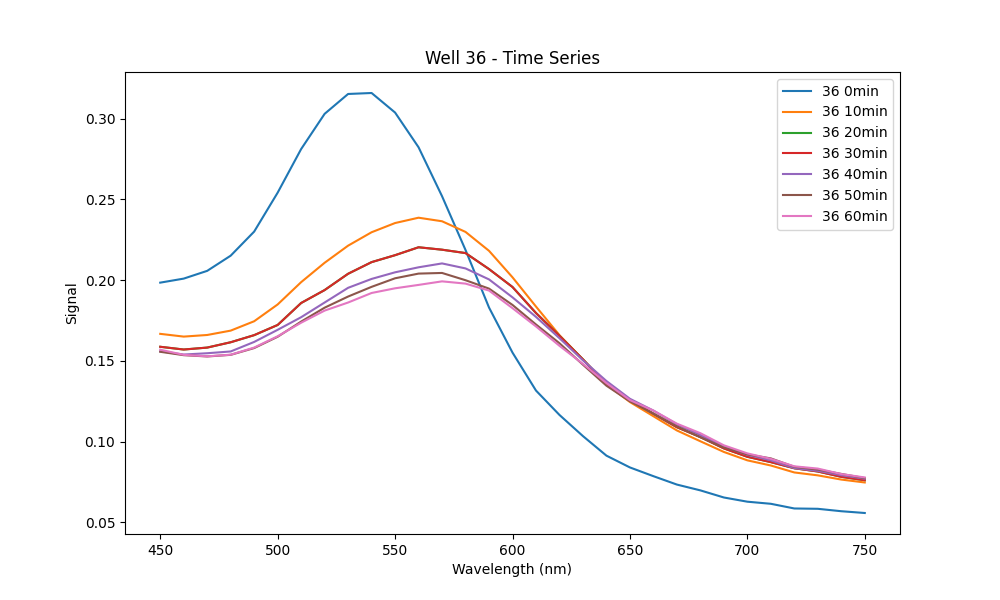 Well 36 - Time Series
36 0min
36 10min
36 20min
36 30min
36 40min
36 50min
36 60min
Signal
0.30
0.25
0.20
0.15
0.10
0.05
450 500 550 600 650 700 750
Wavelength (nm)